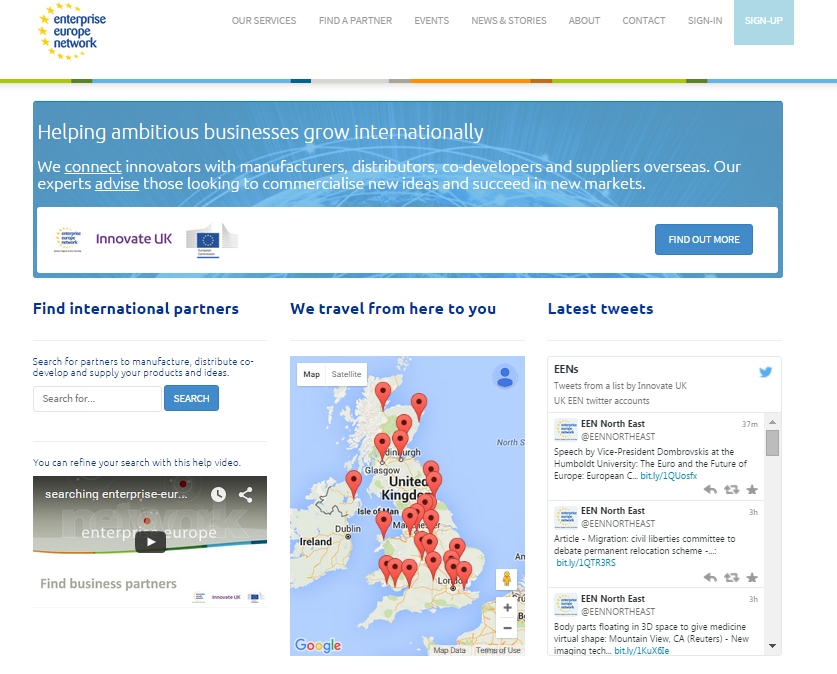 enterprise
europe
network
OUR SERVICES
FIND A PARTNER
EVENTS
NEWS & STORIES
ABOUT
CONTACT
SIGN-IN
SIGN-UP
Helping ambitious businesses grow internationally
We connect innovators with manufacturers, distributors, co-developers and suppliers overseas. Our
experts advise those looking to commercialise new ideas and succeed in new markets.
enterprise
europe
network
Innovate UK
European
Commission
FIND OUT MORE
Find international partners
Search for partners to manufacture, distribute co-
develop and supply your products and ideas.
Search for...
SEARCH
You can refine your search with this help video.
searching enterprise-eur...
network
enterprise europe
Find business partners
Innovate UK
We travel from here to you
Map
Satellite
North S
Edinburgh
Glasgow
United
Kingdom
Isle of Man
Dublin
Ireland
London
Google
Map Data
Terms of Use
Latest tweets
EENs
Tweets from a list by Innovate UK
UK EEN twitter accounts
EEN North East
37m
@EENNORTHEAST
Speech by Vice-President Dombrovskis at the
Humboldt University: The Euro and the Future of
Europe: European C... bit.ly/1QUosfx
EEN North East
3h
@EENNORTHEAST
Article - Migration: civil liberties committee to
debate permanent relocation scheme -...:
bit.ly/1QTR3RS
EEN North East
3h
@EENNORTHEAST
Body parts floating in 3D space to give medicine
virtual shape: Mountain View, CA (Reuters) - New
imaging tech... bit.ly/1KuX6Ie